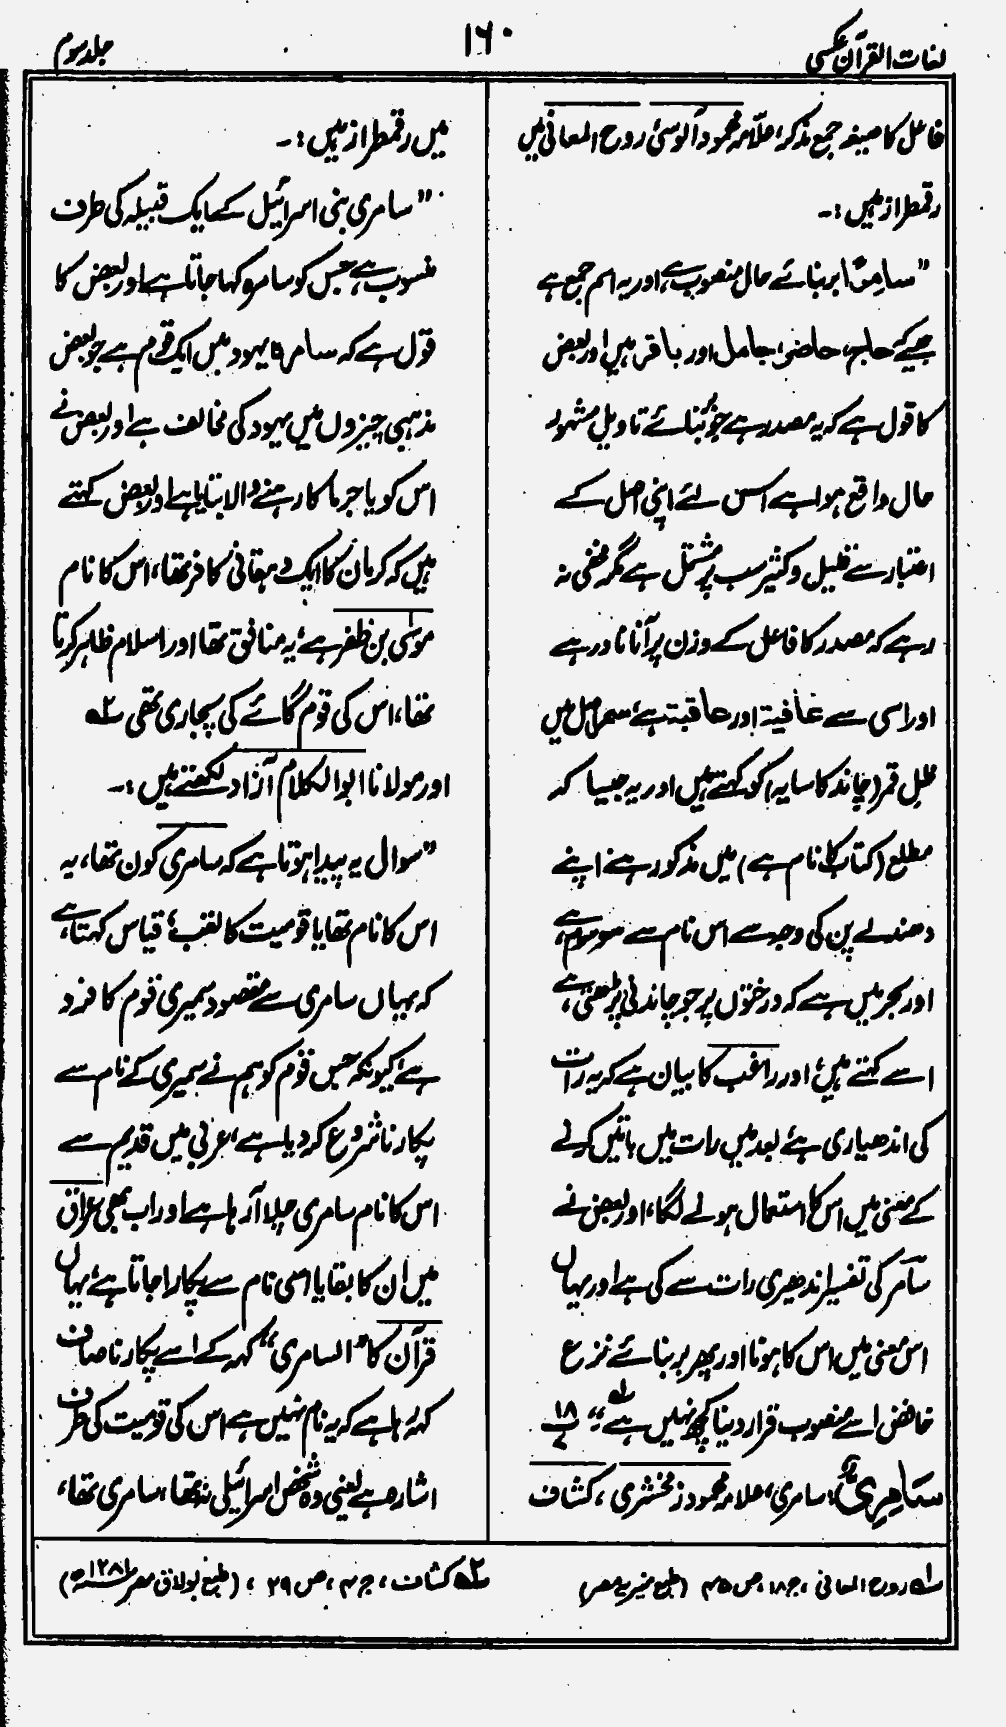 لغات القرآن عکسی
۱۶۰
جلد سوم
فاعل کا صیغہ جمع مذکر، علّامہ محمود آلوسی روح المعانی میں
رقمطراز ہیں :۔
”سامرًا بر بنائے حال منصوب ہے، اور یہ اسم جمع ہے
جیسے کہ حاج، حاضر، جامل اور باقر ہیں اور بعض
کا قول ہے کہ یہ مصدر ہے جو بر بنائے تاویل مشہور
حال واقع ہوا ہے اسی لئے اپنی اصل کے
اعتبار سے قلیل و کثیر سب پر مشتمل ہے مگر مخفی نہ
رہے کہ مصدر کا فاعل کے وزن پر آنا نادر ہے
اور اسی سے عافیة اور عاقبة ہے، سمر اصل میں
ظل قمر (چاند کا سایہ) کو کہتے ہیں اور یہ جیسا کہ
مطلع (کتاب کا نام ہے) میں مذکور ہے اپنے
دھندلے پن کی وجہ سے اس نام سے موسوم ہے،
اور بحر میں ہے کہ درختوں پر جو چاندنی پڑتی ہے،
اسے کہتے ہیں، اور راغب کا بیان ہے کہ یہ رات
کی اندھیاری ہے بعد میں رات میں باتیں کرنے
کے معنی میں اس کا استعمال ہونے لگا، اور بعض نے
سامر کی تفسیر اندھیری رات سے کی ہے اور یہاں
اس معنی میں اس کا ہونا اور پھر بر بنائے نزع
خافض اسے منصوب قرار دینا کچھ نہیں ہے“ لہ ۱۸
سَامِرِیُّ : سامری، علامہ محمود زمخشری، کشاف
میں رقمطراز ہیں :۔
”سامری بنی اسرائیل کے ایک قبیلہ کی طرف
منسوب ہے جس کو سامرہ کہا جاتا ہے اور بعض کا
قول ہے کہ سامرہ یہود میں ایک قوم ہے جو بعض
مذہبی چیزوں میں یہود کی مخالف ہے اور بعض نے
اس کو باجرما کا رہنے والا بتایا ہے اور بعض کہتے
ہیں کہ کرمان کا ایک دہقانی کافر تھا، اس کا نام
موسیٰ بن ظفر ہے، یہ منافق تھا اور اسلام ظاہر کرتا
تھا، اس کی قوم گائے کی پجاری تھی ۲ہ
اور مولانا ابوالکلام آزاد لکھتے ہیں :۔
”سوال یہ پیدا ہوتا ہے کہ سامری کون تھا، یہ
اس کا نام تھا یا قومیت کا لقب؟ قیاس کہتا ہے،
کہ یہاں سامری سے مقصود سمیری قوم کا فرد
ہے، کیونکہ جس قوم کو ہم نے سمیری کے نام سے
پکارنا شروع کر دیا ہے، عربی میں قدیم سے
اس کا نام سامری چلا آ رہا ہے اور اب بھی عراق
میں ان کا بقایا اسی نام سے پکارا جاتا ہے، یہاں
قرآن کا ”السامری“ کہہ کے اسے پکارنا صاف
کہہ رہا ہے کہ یہ نام نہیں ہے اس کی قومیت کی طرف
اشارہ ہے یعنی وہ شخص اسرائیلی نہ تھا، سامری تھا،
۱ہ روح المعانی، ج ۱۸، ص ۴۵ (طبع منیریہ مصر)
۲ہ کشاف، ج ۳، ص ۲۹، (طبع بولاق مصر ۱۲۸۱ھ)